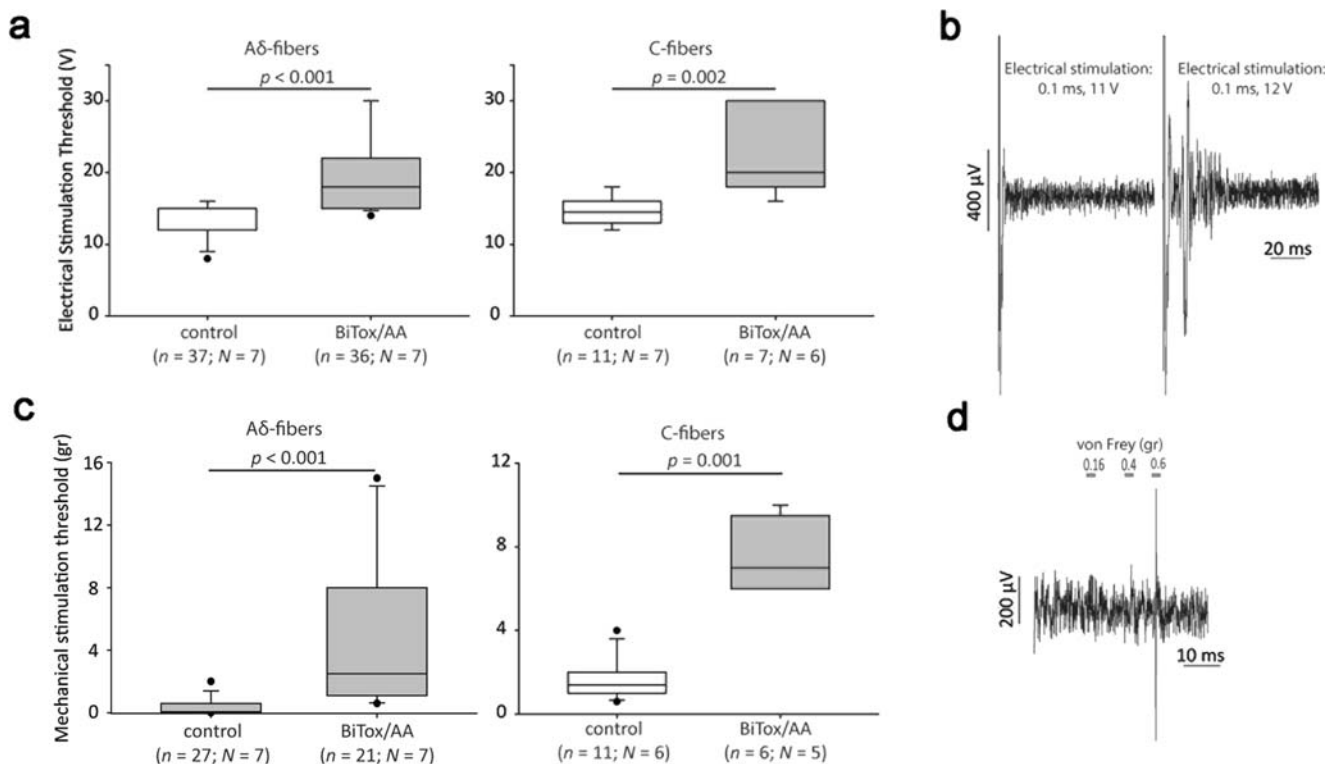 a
Aδ-fibers
p < 0.001
Electrical Stimulation Threshold (V)
30
20
10
0
control
(n = 37; N = 7)
BiTox/AA
(n = 36; N = 7)
C-fibers
p = 0.002
30
20
10
0
control
(n = 11; N = 7)
BiTox/AA
(n = 7; N = 6)
b
Electrical stimulation:
0.1 ms, 11 V
Electrical stimulation:
0.1 ms, 12 V
400 μV
20 ms
c
Aδ-fibers
p < 0.001
Mechanical stimulation threshold (gr)
16
12
8
4
0
control
(n = 27; N = 7)
BiTox/AA
(n = 21; N = 7)
C-fibers
p = 0.001
12
8
4
0
control
(n = 11; N = 6)
BiTox/AA
(n = 6; N = 5)
d
von Frey (gr)
0.16 0.4 0.6
200 μV
10 ms